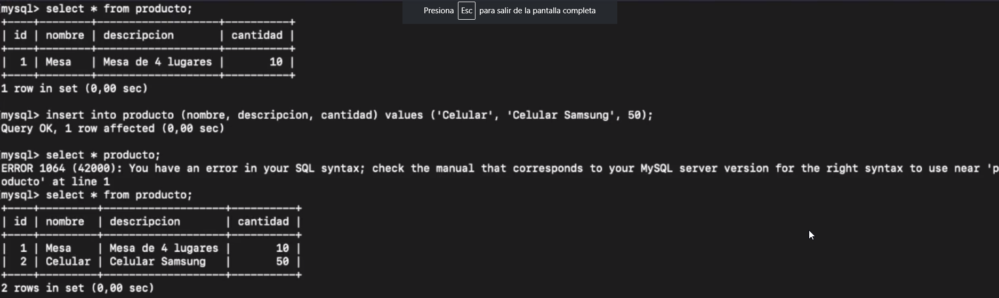 mysql> select * from producto;
Presiona Esc para salir de la pantalla completa
+----+--------+-------------------+----------+
| id | nombre | descripcion       | cantidad |
+----+--------+-------------------+----------+
|  1 | Mesa   | Mesa de 4 lugares |       10 |
+----+--------+-------------------+----------+
1 row in set (0,00 sec)
mysql> insert into producto (nombre, descripcion, cantidad) values ('Celular', 'Celular Samsung', 50);
Query OK, 1 row affected (0,00 sec)
mysql> select * producto;
ERROR 1064 (42000): You have an error in your SQL syntax; check the manual that corresponds to your MySQL server version for the right syntax to use near 'p
oducto' at line 1
mysql> select * from producto;
+----+---------+-------------------+----------+
| id | nombre  | descripcion       | cantidad |
+----+---------+-------------------+----------+
|  1 | Mesa    | Mesa de 4 lugares |       10 |
|  2 | Celular | Celular Samsung   |       50 |
+----+---------+-------------------+----------+
2 rows in set (0,00 sec)